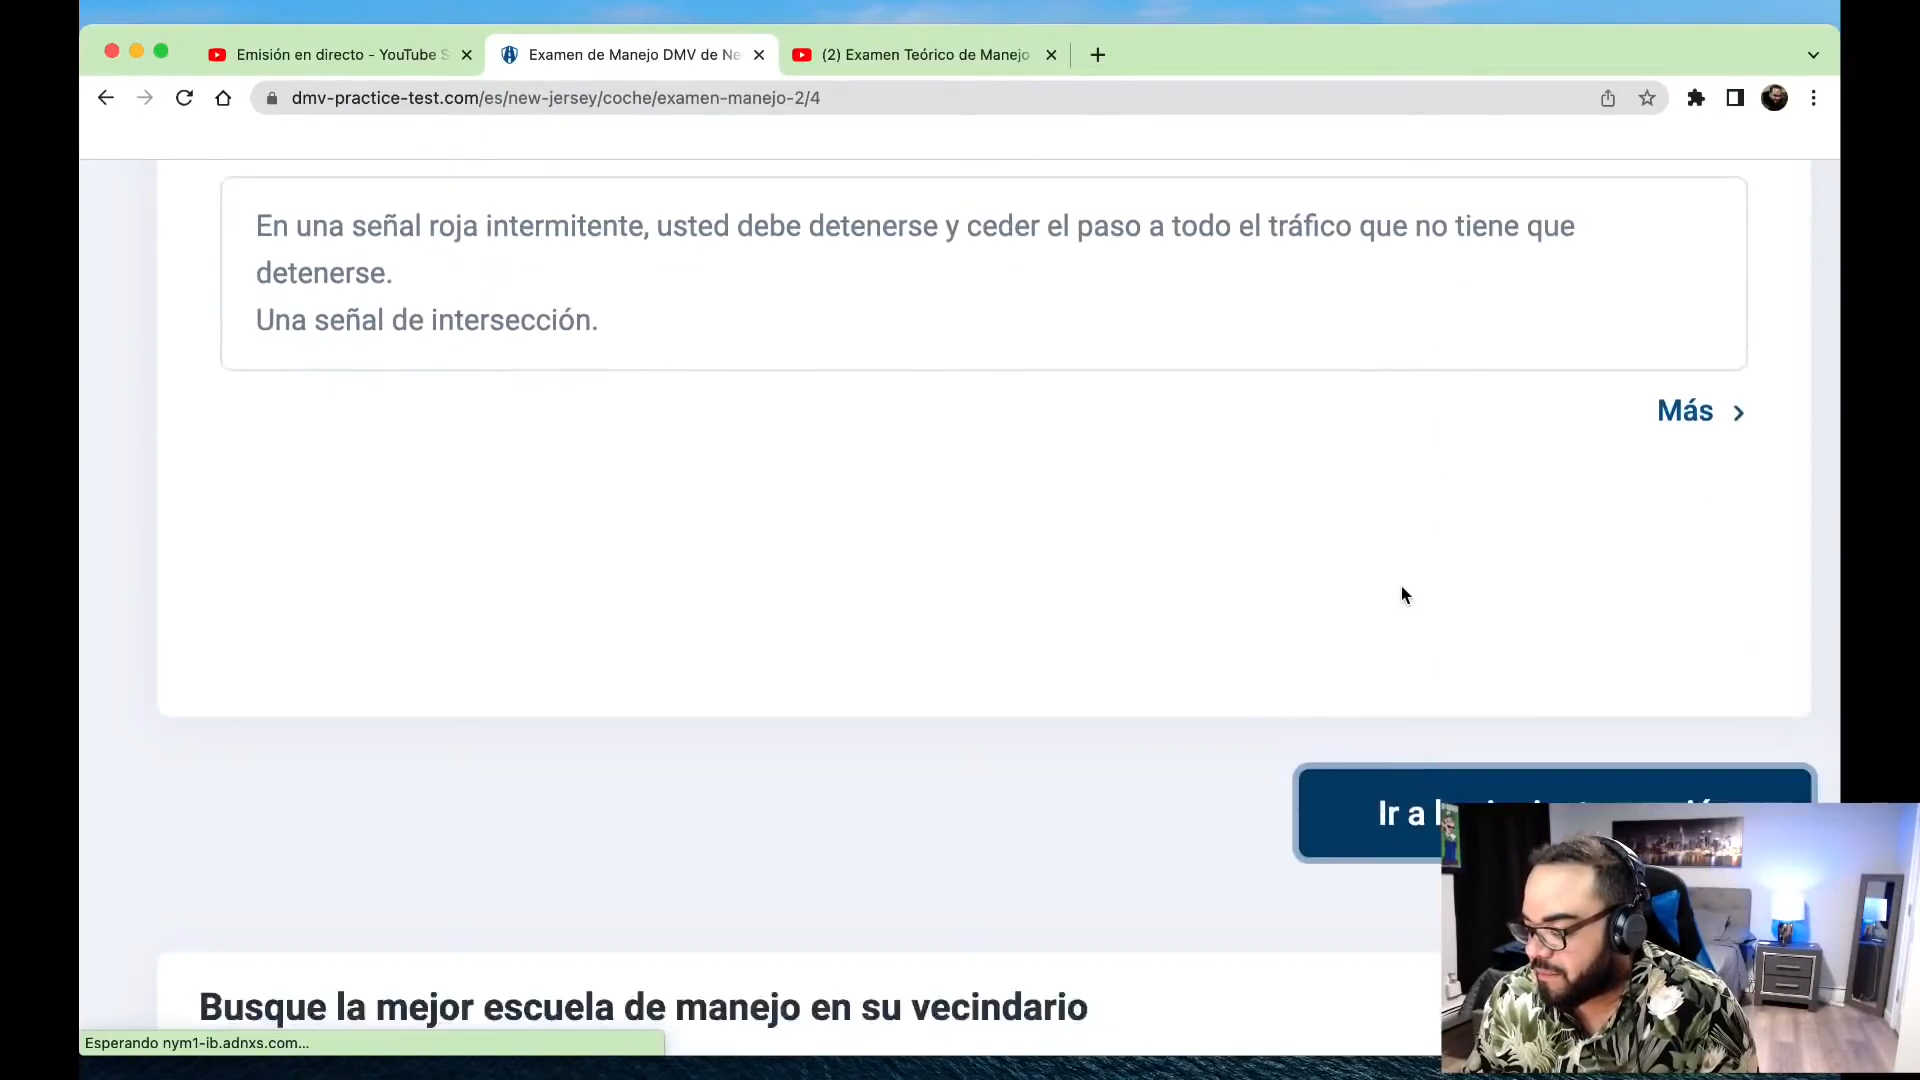 Emisión en directo - YouTube S
Examen de Manejo DMV de Ne
(2) Examen Teórico de Manejo
dmv-practice-test.com/es/new-jersey/coche/examen-manejo-2/4
En una señal roja intermitente, usted debe detenerse y ceder el paso a todo el tráfico que no tiene que
detenerse.
Una señal de intersección.
Más
Ir a
Busque la mejor escuela de manejo en su vecindario
Esperando nym1-ib.adnxs.com...